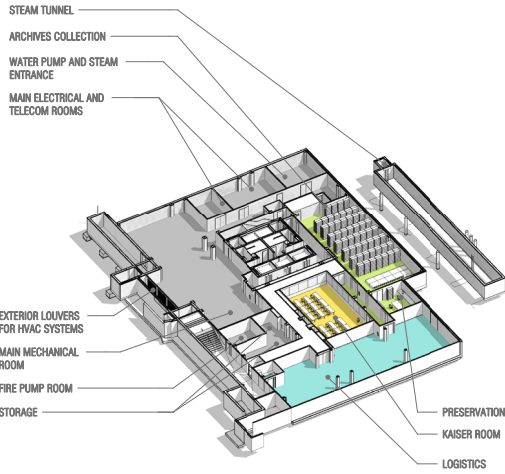 STEAM TUNNEL
ARCHIVES COLLECTION
WATER PUMP AND STEAM
ENTRANCE
MAIN ELECTRICAL AND
TELECOM ROOMS
EXTERIOR LOUVERS
FOR HVAC SYSTEMS
MAIN MECHANICAL
ROOM
FIRE PUMP ROOM
STORAGE
PRESERVATION
KAISER ROOM
LOGISTICS